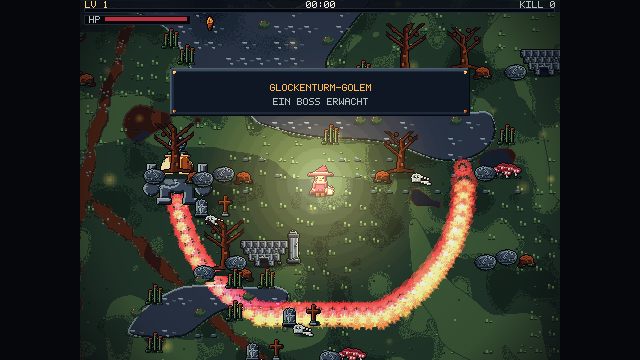 LV 1
00:00
KILL 0
HP
GLOCKENTURM-GOLEM
EIN BOSS ERWACHT